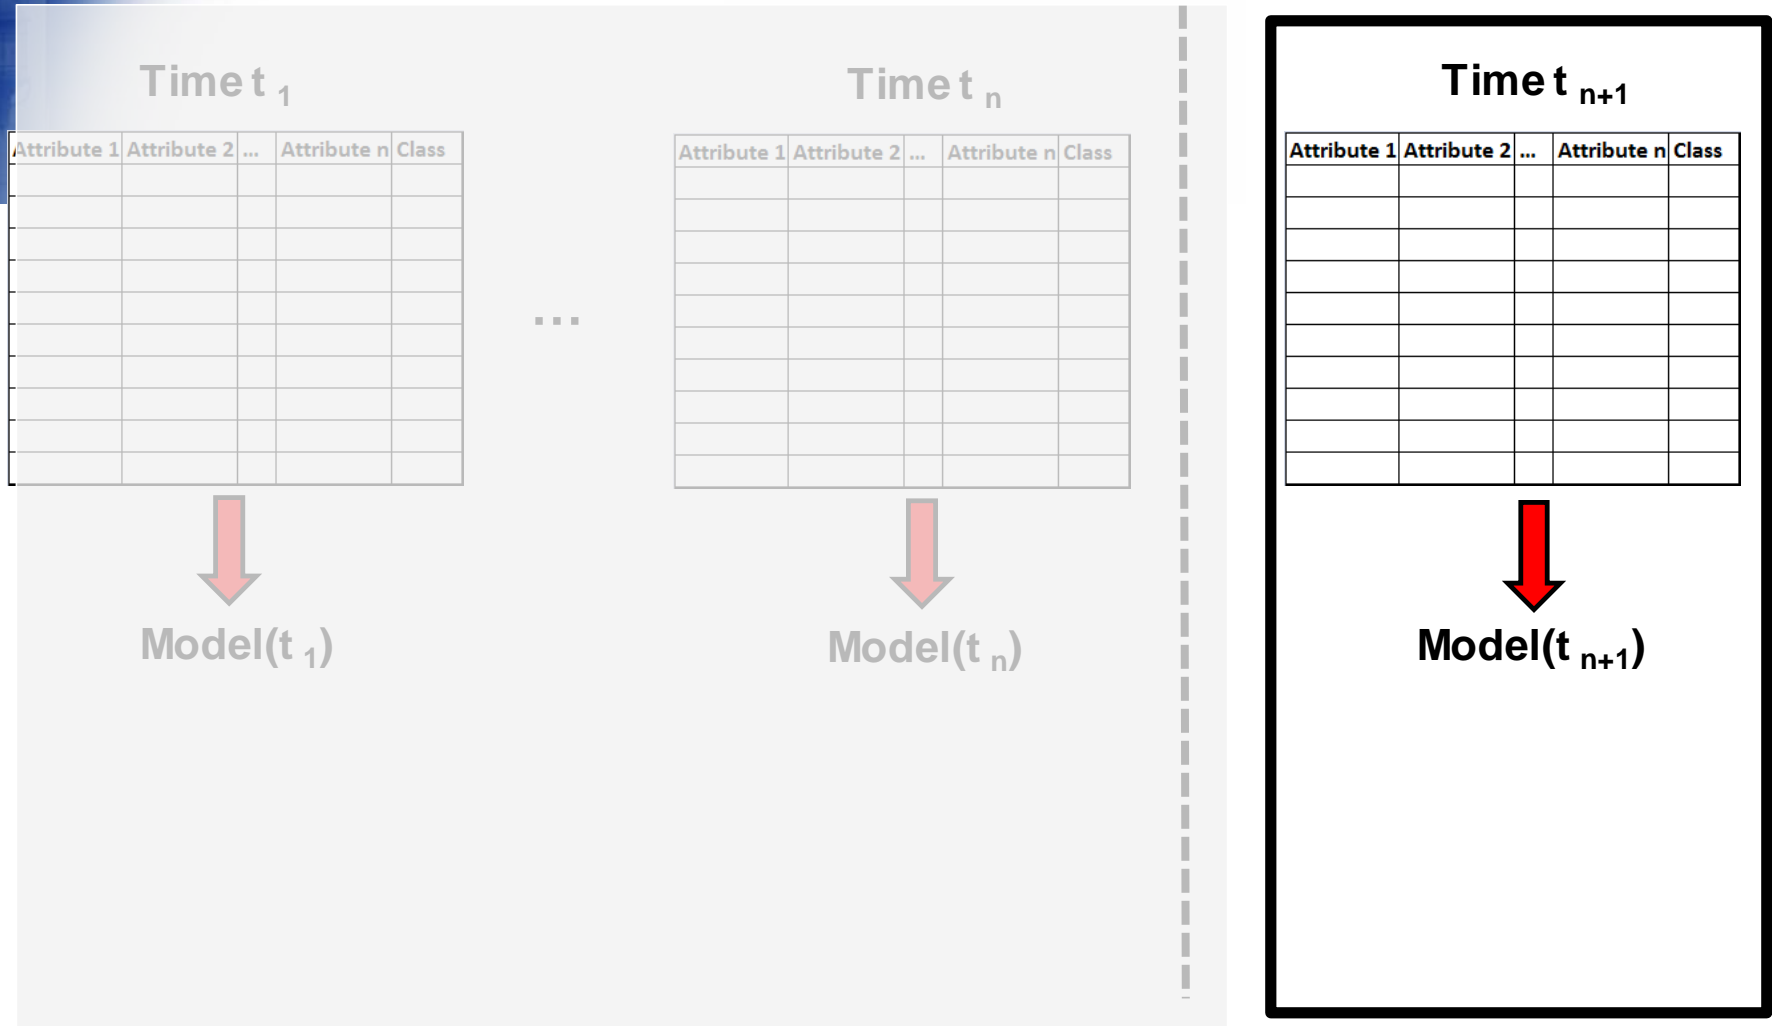 Time t 1
Attribute 1 Attribute 2 ... Attribute n Class
Model(t 1)
...
Time t n
Attribute 1 Attribute 2 ... Attribute n Class
Model(t n)
Time t n+1
Attribute 1 Attribute 2 ... Attribute n Class
Model(t n+1)